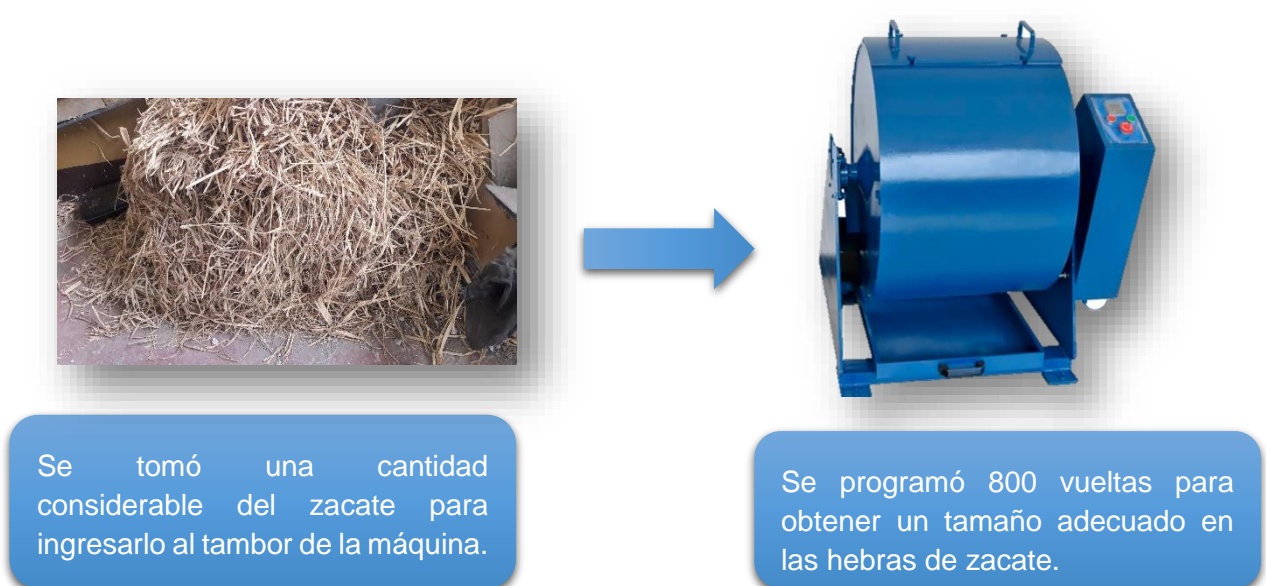 Se tomó una cantidad
considerable del zacate para
ingresarlo al tambor de la máquina.
Se programó 800 vueltas para
obtener un tamaño adecuado en
las hebras de zacate.